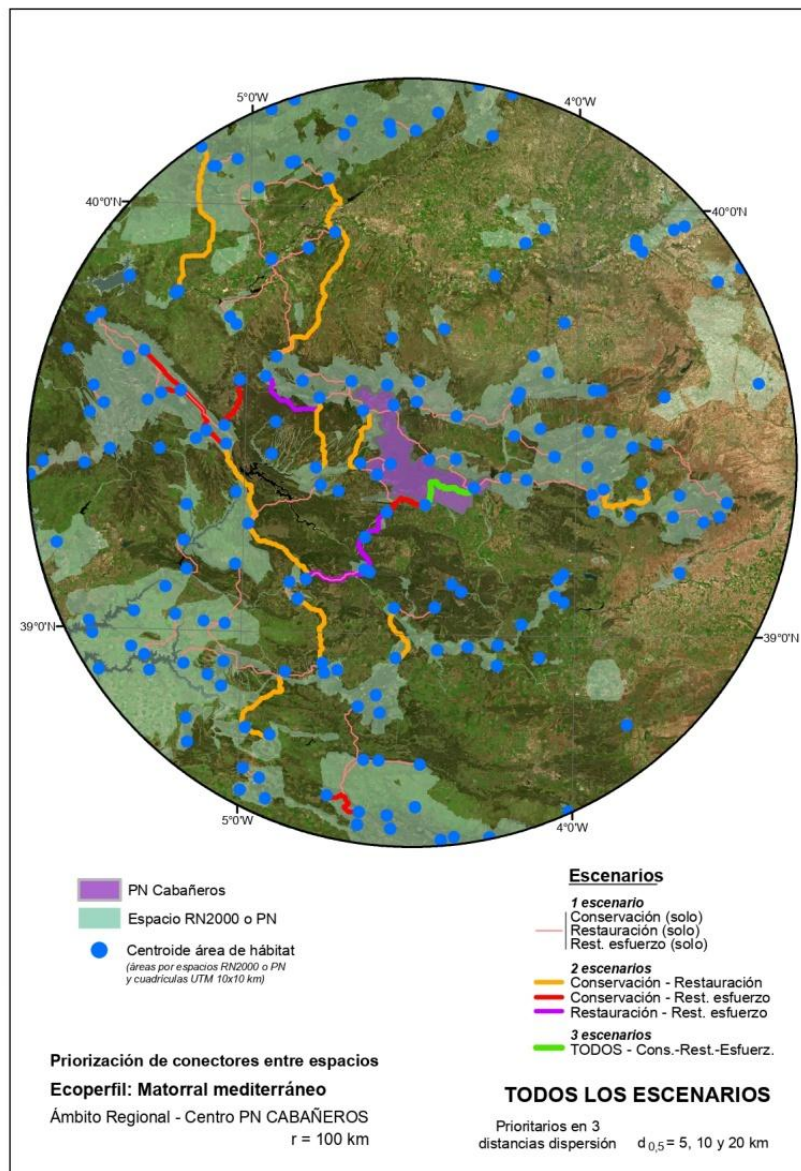 5°0'W
4°0'W
40°0'N
40°0'N
39°0'N
39°0'N
5°0'W
4°0'W
PN Cabañeros
Espacio RN2000 o PN
Centroide área de hábitat
(áreas por espacios RN2000 o PN
y cuadrículas UTM 10x10 km)
Escenarios
1 escenario
Conservación (solo)
Restauración (solo)
Rest. esfuerzo (solo)
2 escenarios
Conservación - Restauración
Conservación - Rest. esfuerzo
Restauración - Rest. esfuerzo
3 escenarios
TODOS - Cons.-Rest.-Esfuerz.
Priorización de conectores entre espacios
Ecoperfil: Matorral mediterráneo
Ámbito Regional - Centro PN CABAÑEROS
r = 100 km
TODOS LOS ESCENARIOS
Prioritarios en 3
distancias dispersión d 0,5 = 5, 10 y 20 km